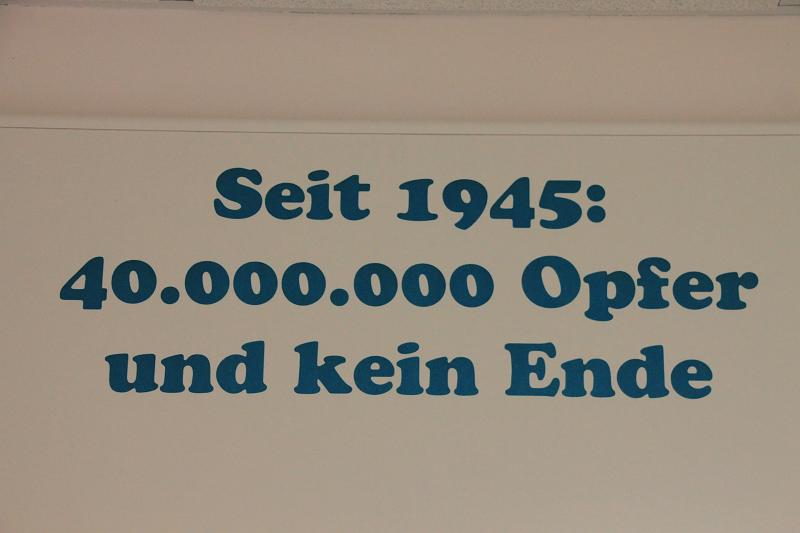 Seit 1945:
40.000.000 Opfer
und kein Ende